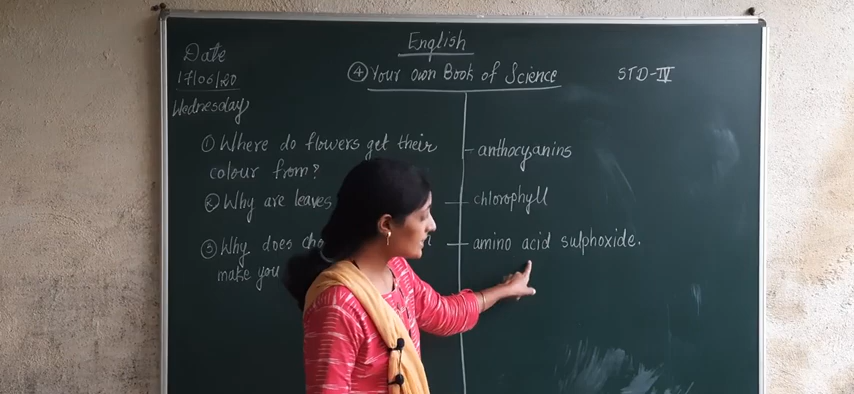 Date
17/06/20
Wednesday
English
④ Your own Book of Science
STD-IV
① Where do flowers get their
colour from?
- anthocyanins
② Why are leaves
- chlorophyll
③ Why does
make you
- amino acid sulphoxide.